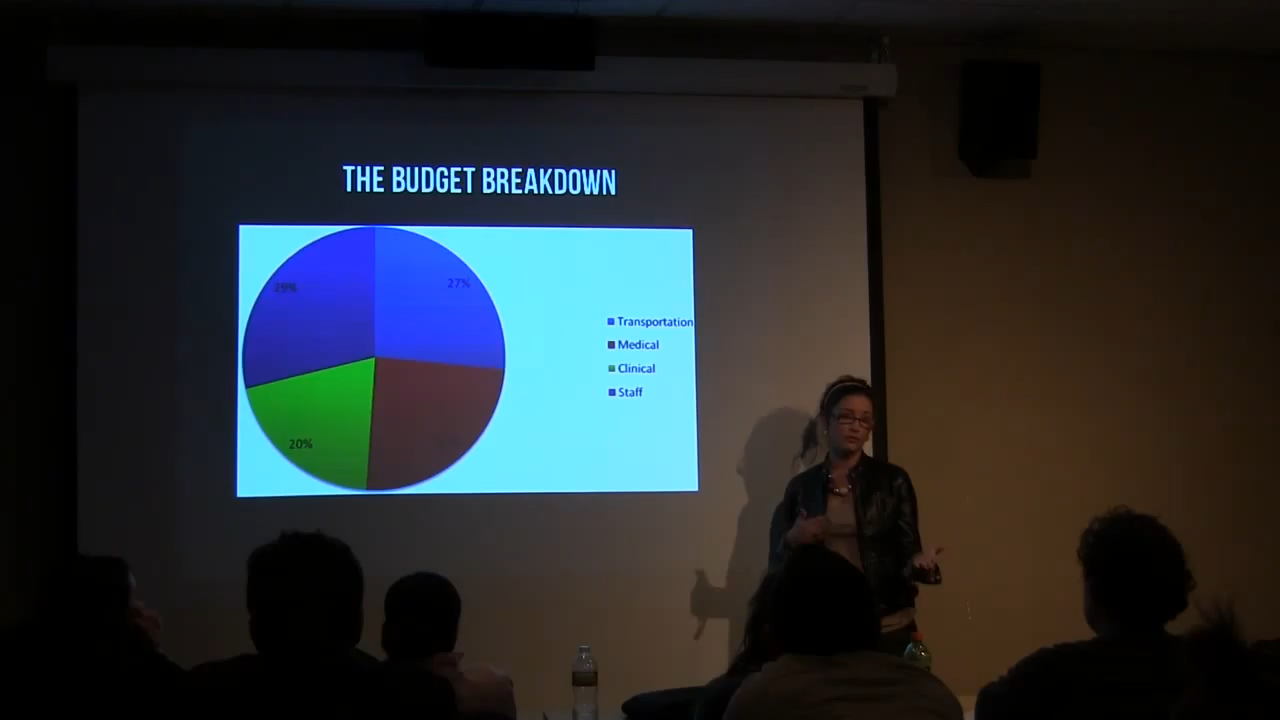 THE BUDGET BREAKDOWN
29%
27%
Transportation
Medical
Clinical
Staff
20%